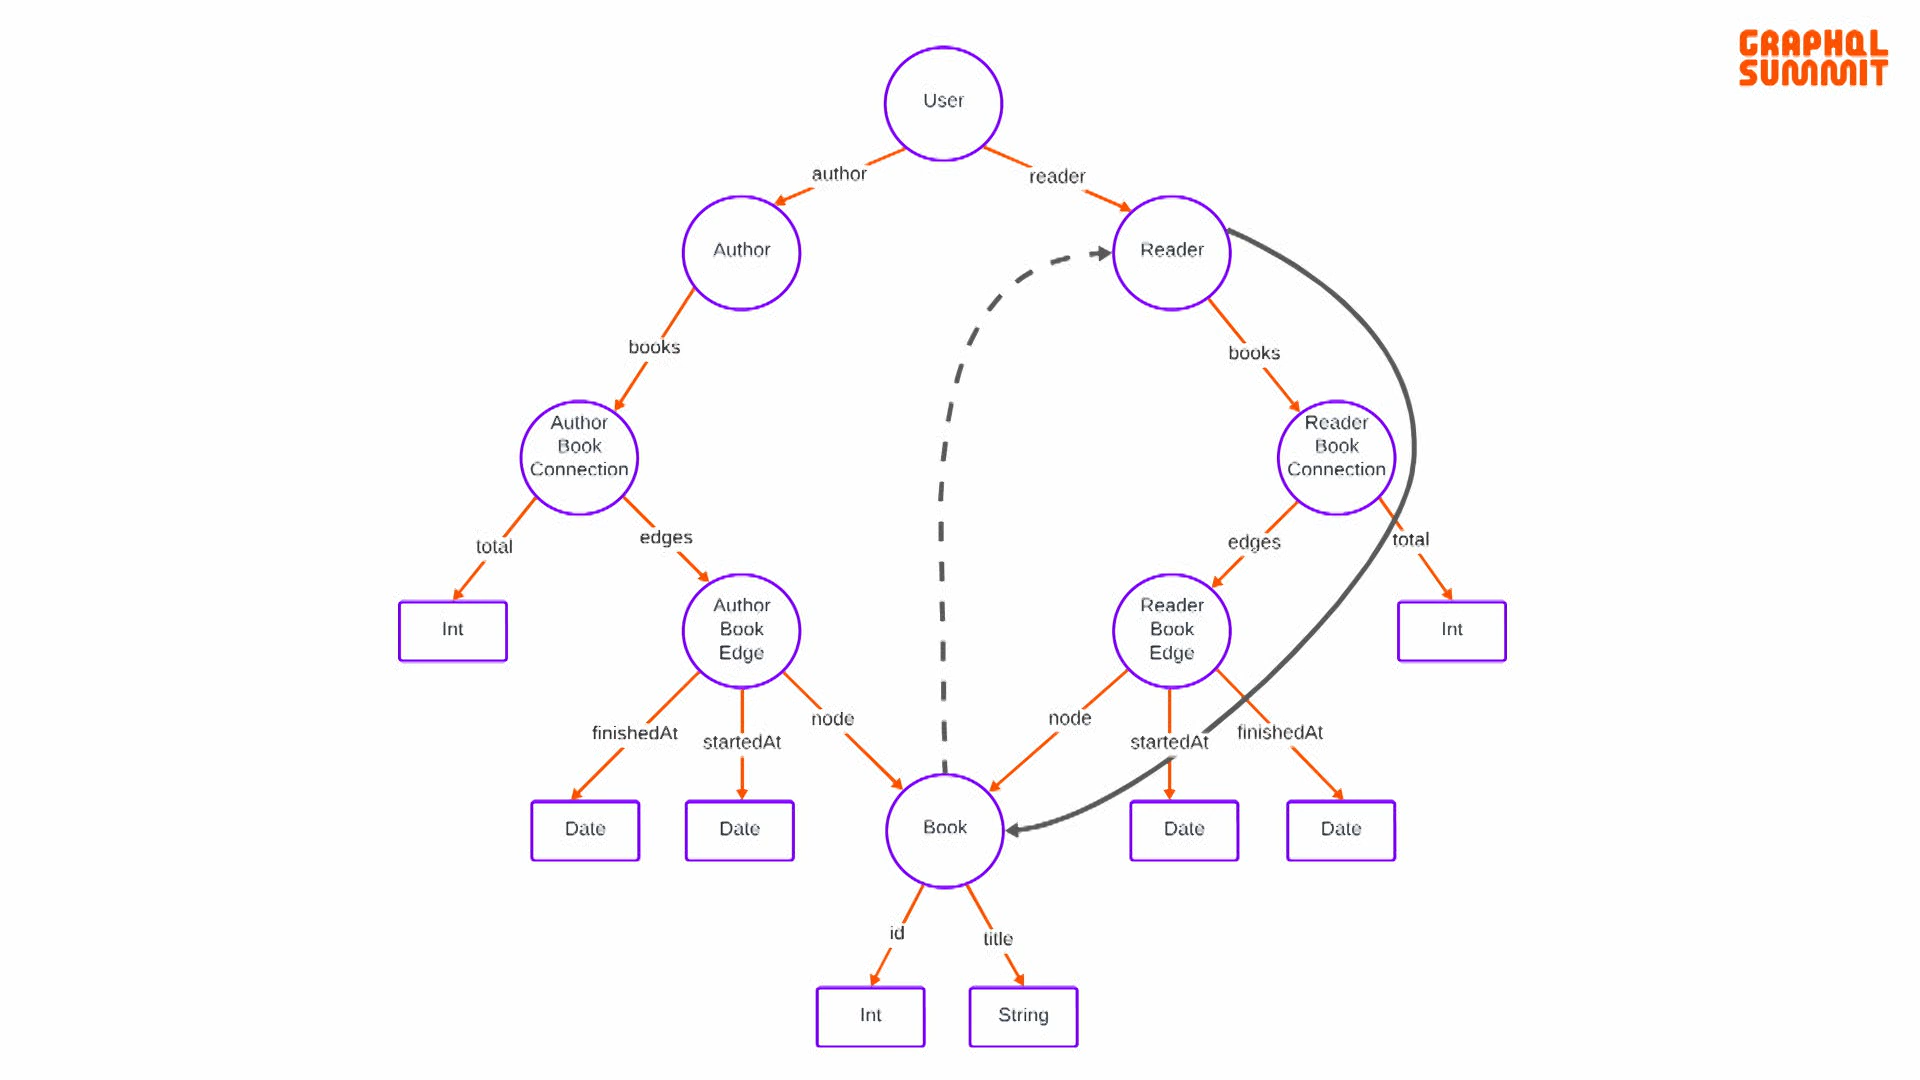 GRAPHQL
SUMMIT
User
author
reader
Author
Reader
books
books
Author
Book
Connection
Reader
Book
Connection
total
edges
edges
total
Int
Author
Book
Edge
Reader
Book
Edge
Int
finishedAt
startedAt
node
node
startedAt
finishedAt
Date
Date
Book
Date
Date
id
title
Int
String